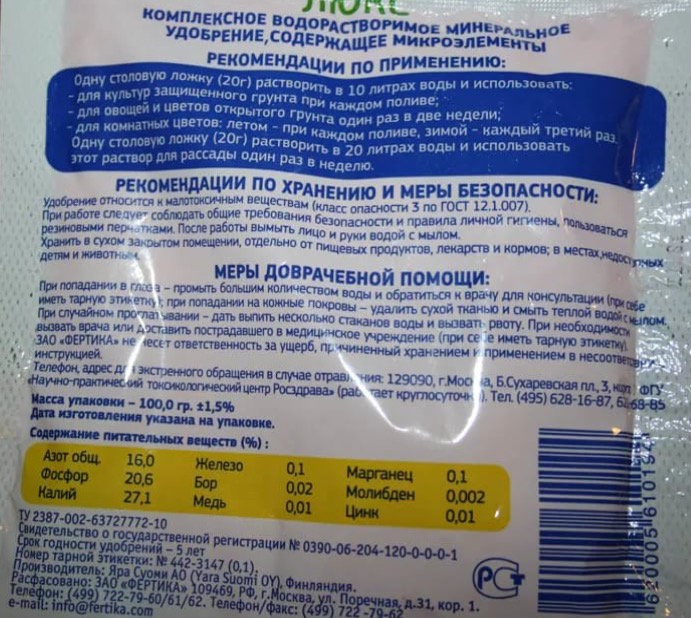 ЛЮКС
КОМПЛЕКСНОЕ ВОДОРАСТВОРИМОЕ МИНЕРАЛЬНОЕ
УДОБРЕНИЕ, СОДЕРЖАЩЕЕ МИКРОЭЛЕМЕНТЫ
РЕКОМЕНДАЦИИ ПО ПРИМЕНЕНИЮ:
Одну столовую ложку (20г) растворить в 10 литрах воды и использовать:
- для культур защищенного грунта при каждом поливе;
- для овощей и цветов открытого грунта один раз в две недели;
- для комнатных цветов: летом - при каждом поливе, зимой - каждый третий раз.
Одну столовую ложку (20г) растворить в 20 литрах воды и использовать
этот раствор для рассады один раз в неделю.
РЕКОМЕНДАЦИИ ПО ХРАНЕНИЮ И МЕРЫ БЕЗОПАСНОСТИ:
Удобрение относится к малотоксичным веществам (класс опасности 3 по ГОСТ 12.1.007).
При работе следует соблюдать общие требования безопасности и правила личной гигиены, пользоваться
резиновыми перчатками. После работы вымыть лицо и руки водой с мылом.
Хранить в сухом закрытом помещении, отдельно от пищевых продуктов, лекарств и кормов; в местах, недоступных
детям и животным.
МЕРЫ ДОВРАЧЕБНОЙ ПОМОЩИ:
При попадании в глаза – промыть большим количеством воды и обратиться к врачу для консультации (при себе
иметь тарную этикетку); при попадании на кожные покровы – удалить сухой тканью и смыть теплой водой с мылом.
При случайном проглатывании – дать выпить несколько стаканов воды и вызвать рвоту. При необходимости
вызвать врача или доставить пострадавшего в медицинское учреждение (при себе иметь тарную этикетку).
ЗАО «ФЕРТИКА» не несет ответственность за ущерб, причиненный хранением и применением в несоответствии с
инструкцией.
Телефон, адрес для экстренного обращения в случае отравления: 129090, г.Москва, Б.Сухаревская пл., 3, ФГУ
«Научно-практический токсикологический центр Росздрава» (работает круглосуточно). Тел. (495) 628-16-87,
Масса упаковки – 100,0 гр. ±1,5%
Дата изготовления указана на упаковке.
Содержание питательных веществ (%) :
Азот общ. 16,0 Железо 0,1 Марганец 0,1
Фосфор 20,6 Бор 0,02 Молибден 0,002
Калий 27,1 Медь 0,01 Цинк 0,01
ТУ 2387-002-63727772-10
Свидетельство о государственной регистрации № 0390-06-204-120-0-0-0-1
Срок годности удобрений – 5 лет
Номер тарной этикетки: № 442-3147 (0,1).
Производитель: Яра Суоми АО (Yara Suomi OY), Финляндия.
Расфасовано: ЗАО «ФЕРТИКА» 109469, РФ, г.Москва, ул. Поречная, д.31, кор. 1.
Телефон: (499) 722-79-60/61/62. Телефон/факс: (499) 722 -79-62
e-mail: info@fertika.com
РСТ